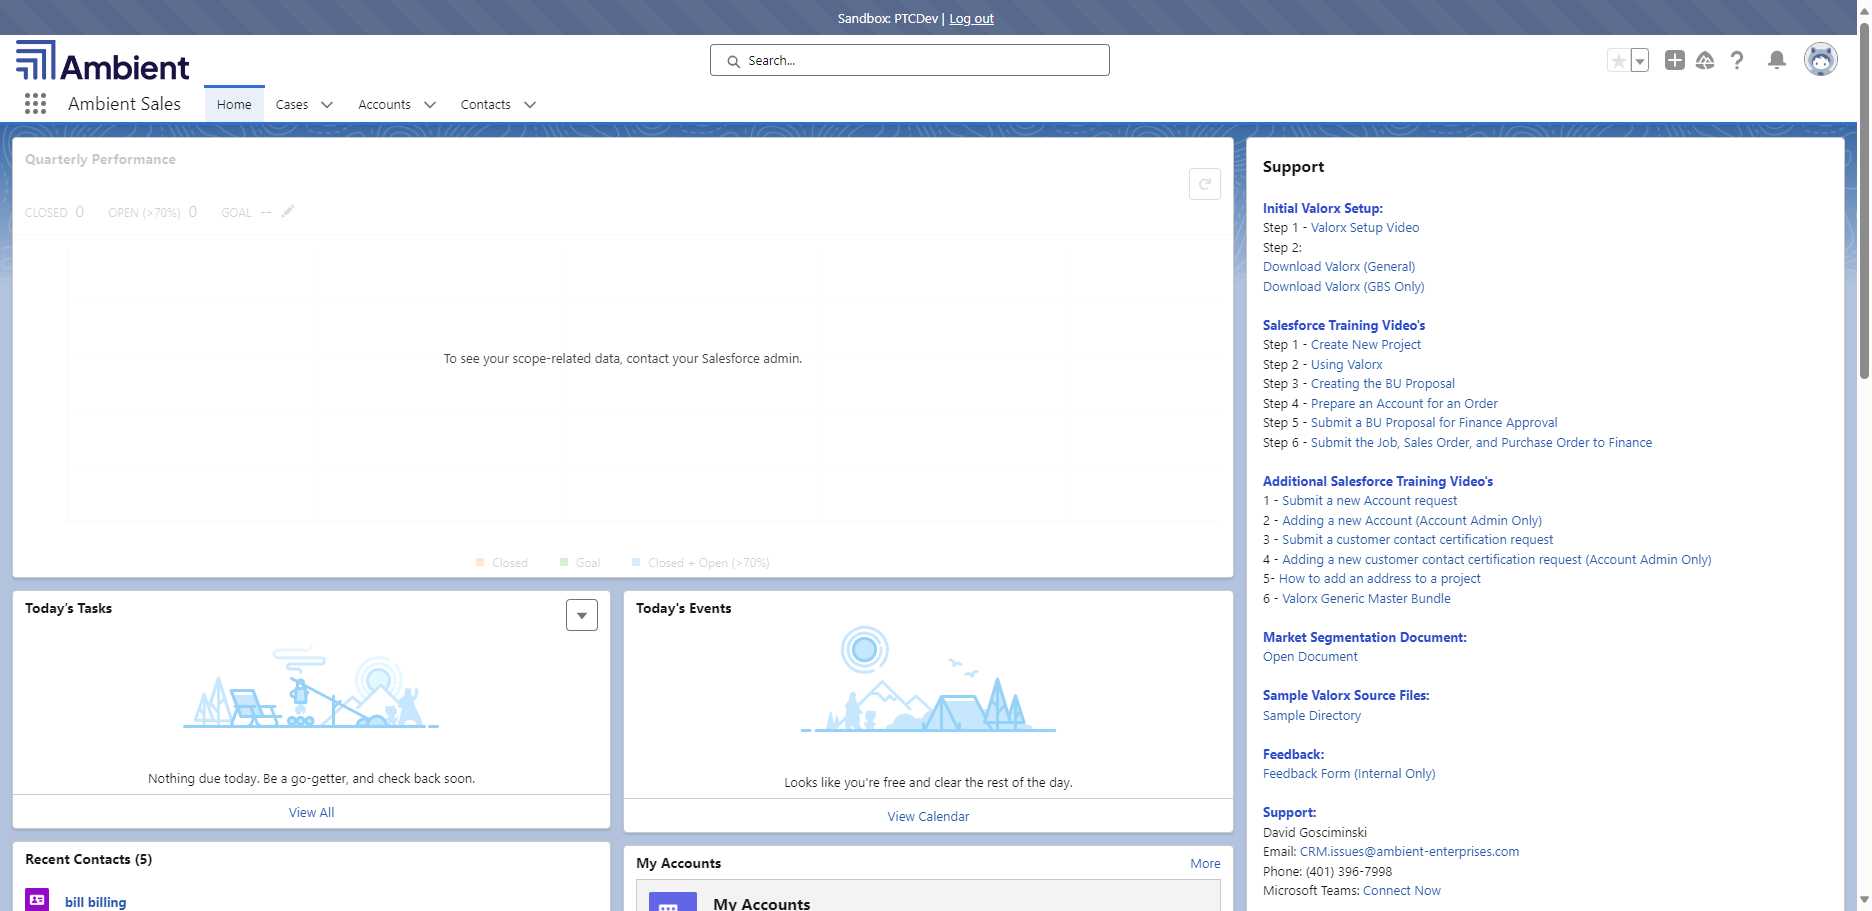 Sandbox: PTCDev | Log out
Ambient
Search...
Ambient Sales
Home
Cases
Accounts
Contacts
Quarterly Performance
CLOSED 0 OPEN (>70%) 0 GOAL --
To see your scope-related data, contact your Salesforce admin.
Closed
Goal
Closed + Open (>70%)
Today's Tasks
Nothing due today. Be a go-getter, and check back soon.
View All
Today's Events
Looks like you're free and clear the rest of the day.
View Calendar
Recent Contacts (5)
bill billing
My Accounts
More
My Accounts
Support
Initial Valorx Setup:
Step 1 - Valorx Setup Video
Step 2:
Download Valorx (General)
Download Valorx (GBS Only)
Salesforce Training Video's
Step 1 - Create New Project
Step 2 - Using Valorx
Step 3 - Creating the BU Proposal
Step 4 - Prepare an Account for an Order
Step 5 - Submit a BU Proposal for Finance Approval
Step 6 - Submit the Job, Sales Order, and Purchase Order to Finance
Additional Salesforce Training Video's
1 - Submit a new Account request
2 - Adding a new Account (Account Admin Only)
3 - Submit a customer contact certification request
4 - Adding a new customer contact certification request (Account Admin Only)
5- How to add an address to a project
6 - Valorx Generic Master Bundle
Market Segmentation Document:
Open Document
Sample Valorx Source Files:
Sample Directory
Feedback:
Feedback Form (Internal Only)
Support:
David Gosciminski
Email: CRM.issues@ambient-enterprises.com
Phone: (401) 396-7998
Microsoft Teams: Connect Now